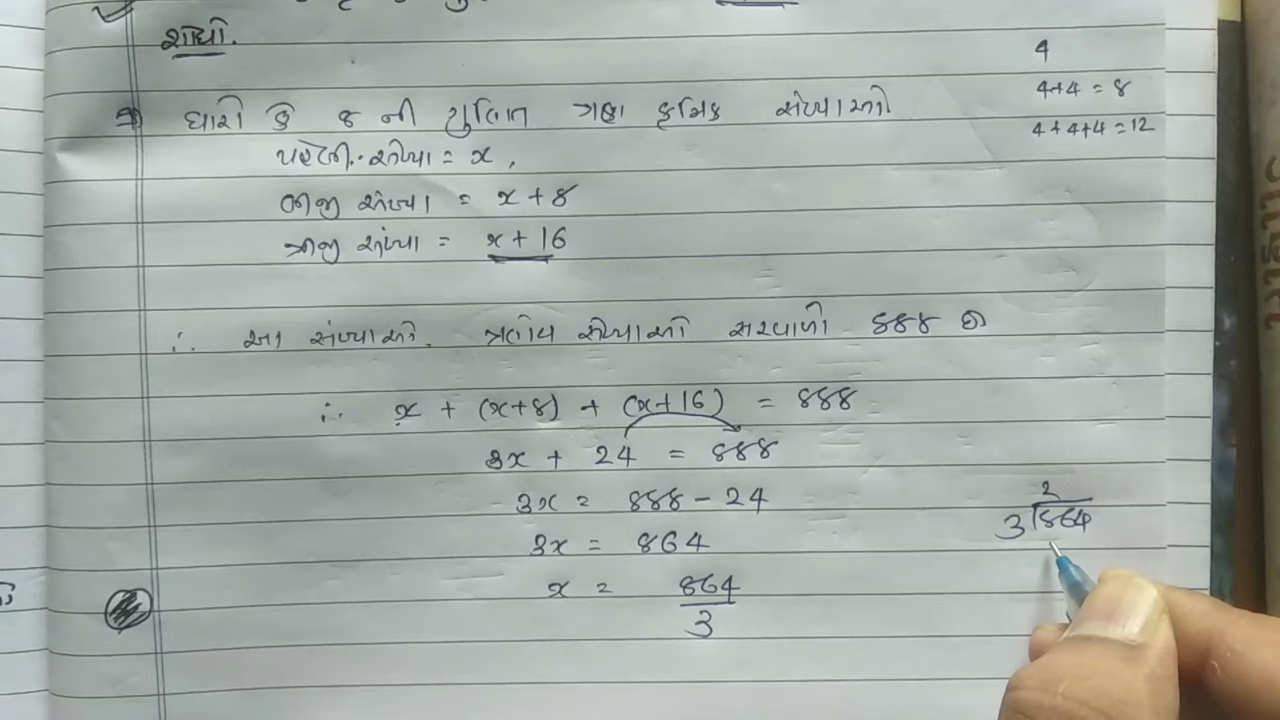 શોધો.
4
4+4 = 8
4+4+4 = 12
ધારો કે 8 ની ગુણિત ત્રણ ક્રમિક સંખ્યાઓ
પહેલી સંખ્યા = x,
બીજી સંખ્યા = x + 8
ત્રીજી સંખ્યા = x + 16
∴ આ સંખ્યાઓ. ત્રણેય સંખ્યાઓ સરવાળો 888 છે
∴ x + (x+8) + (x+16) = 888
3x + 24 = 888
3x = 888 - 24
3x = 864
x = 864/3
2
3 864